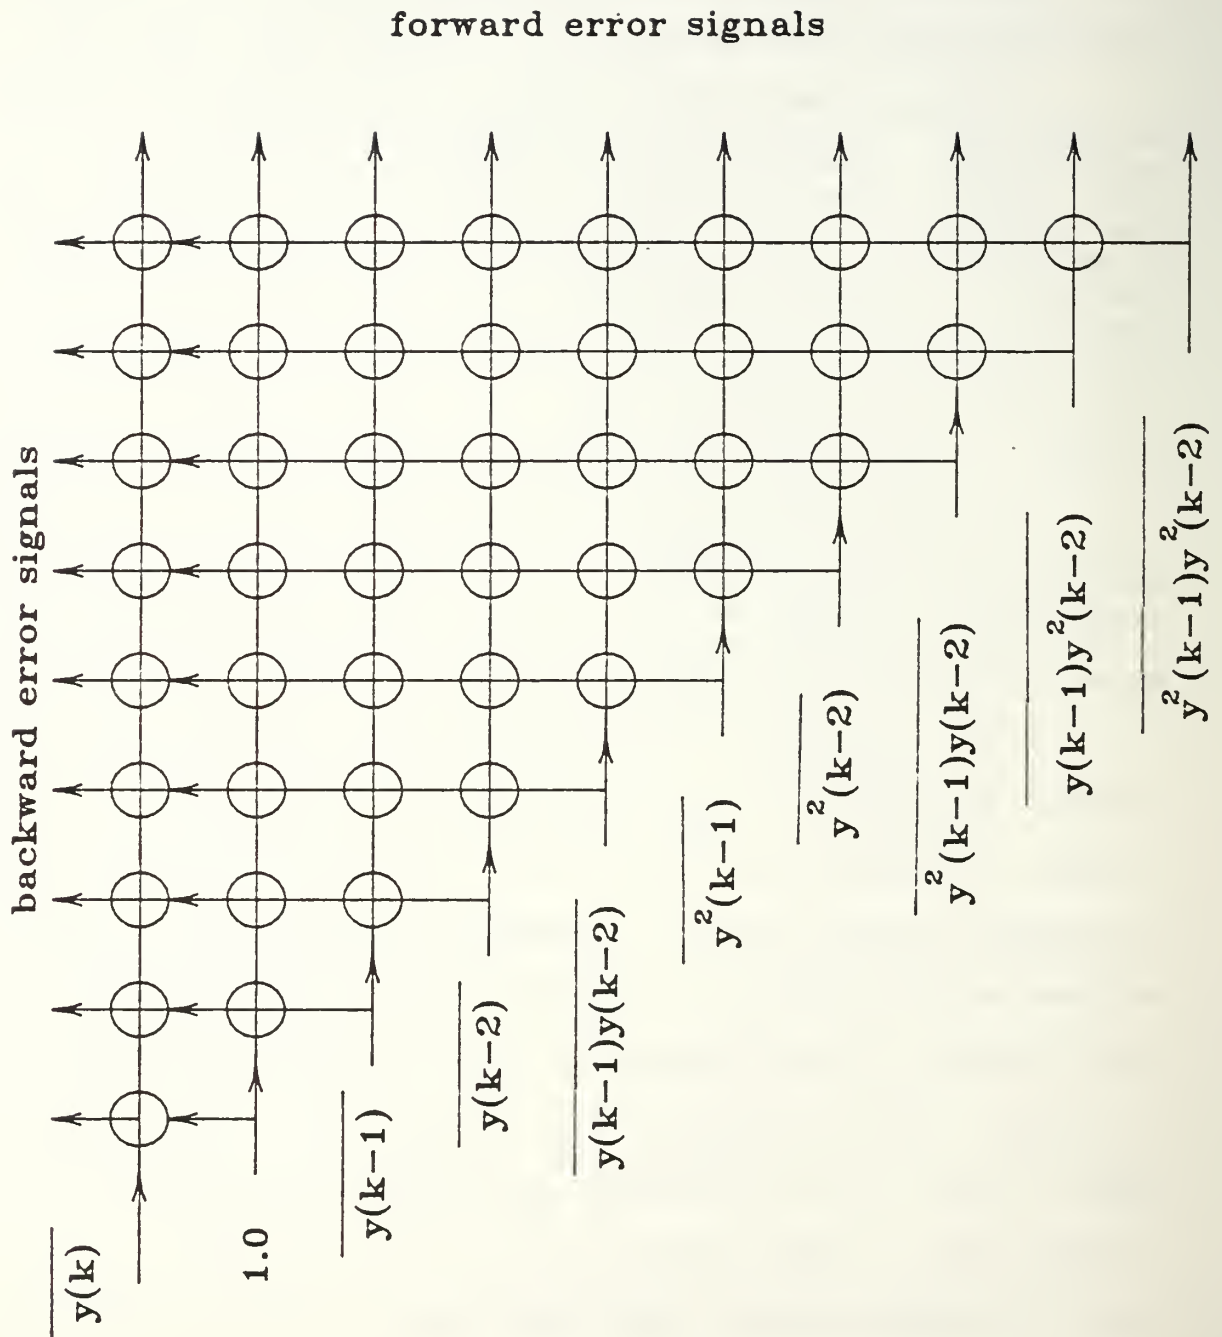 forward error signals
backward error signals
y(k)
1.0
y(k−1)
y(k−2)
y(k−1)y(k−2)
y²(k−1)
y²(k−2)
y²(k−1)y(k−2)
y(k−1)y²(k−2)
y²(k−1)y²(k−2)